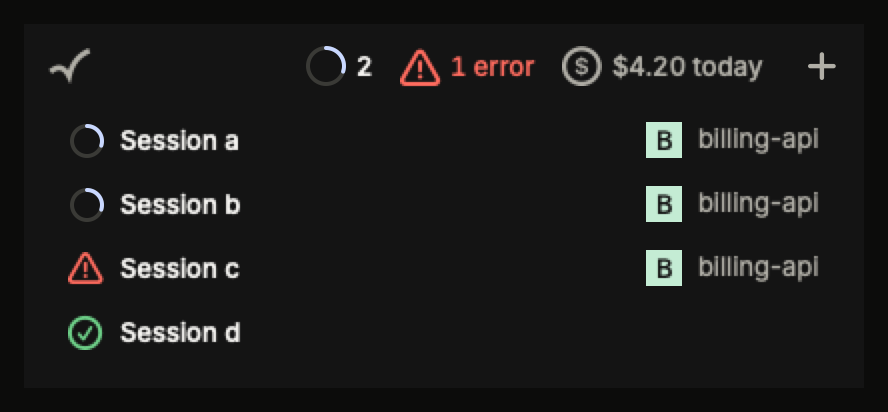 2 1 error $4.20 today
Session a B billing-api
Session b B billing-api
Session c B billing-api
Session d